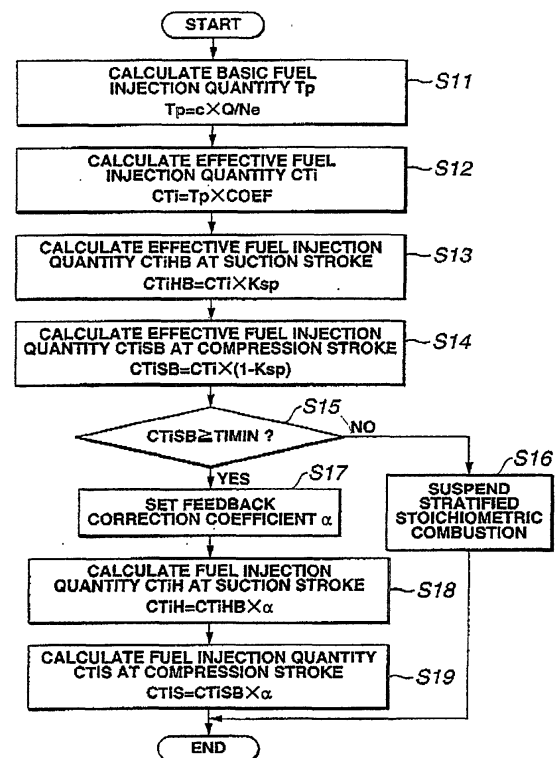 START
CALCULATE BASIC FUEL
INJECTION QUANTITY Tp
Tp=c×Q/Ne
S11
CALCULATE EFFECTIVE FUEL
INJECTION QUANTITY CTi
CTi=Tp×COEF
S12
CALCULATE EFFECTIVE FUEL INJECTION
QUANTITY CTiHB AT SUCTION STROKE
CTiHB=CTi×Ksp
S13
CALCULATE EFFECTIVE FUEL INJECTION
QUANTITY CTiSB AT COMPRESSION STROKE
CTiSB=CTi×(1-Ksp)
S14
CTiSB≧TIMIN ?
S15
NO
YES
S16
SUSPEND
STRATIFIED
STOICHIOMETRIC
COMBUSTION
S17
SET FEEDBACK
CORRECTION COEFFICIENT α
CALCULATE FUEL INJECTION
QUANTITY CTiH AT SUCTION STROKE
CTiH=CTiHB×α
S18
CALCULATE FUEL INJECTION QUANTITY
CTiS AT COMPRESSION STROKE
CTiS=CTiSB×α
S19
END